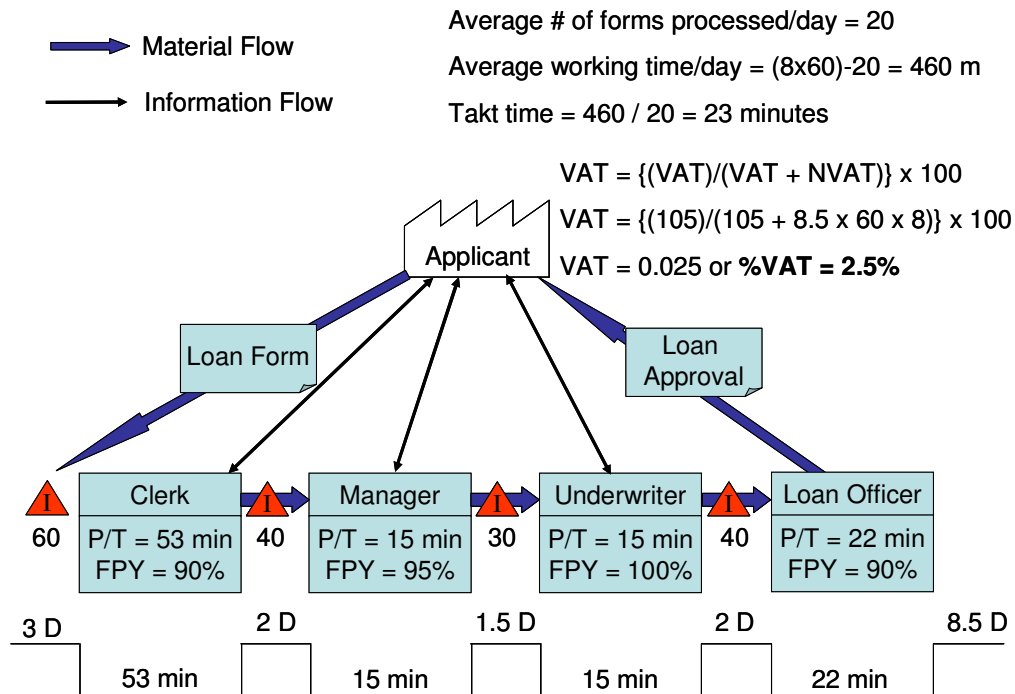 Material Flow
Information Flow
Average # of forms processed/day = 20
Average working time/day = (8x60)-20 = 460 m
Takt time = 460 / 20 = 23 minutes
VAT = {(VAT)/(VAT + NVAT)} x 100
VAT = {(105)/(105 + 8.5 x 60 x 8)} x 100
VAT = 0.025 or %VAT = 2.5%
Applicant
Loan Form
Loan
Approval
I
60
Clerk
P/T = 53 min
FPY = 90%
I
40
Manager
P/T = 15 min
FPY = 95%
I
30
Underwriter
P/T = 15 min
FPY = 100%
I
40
Loan Officer
P/T = 22 min
FPY = 90%
3 D
2 D
1.5 D
2 D
8.5 D
53 min
15 min
15 min
22 min